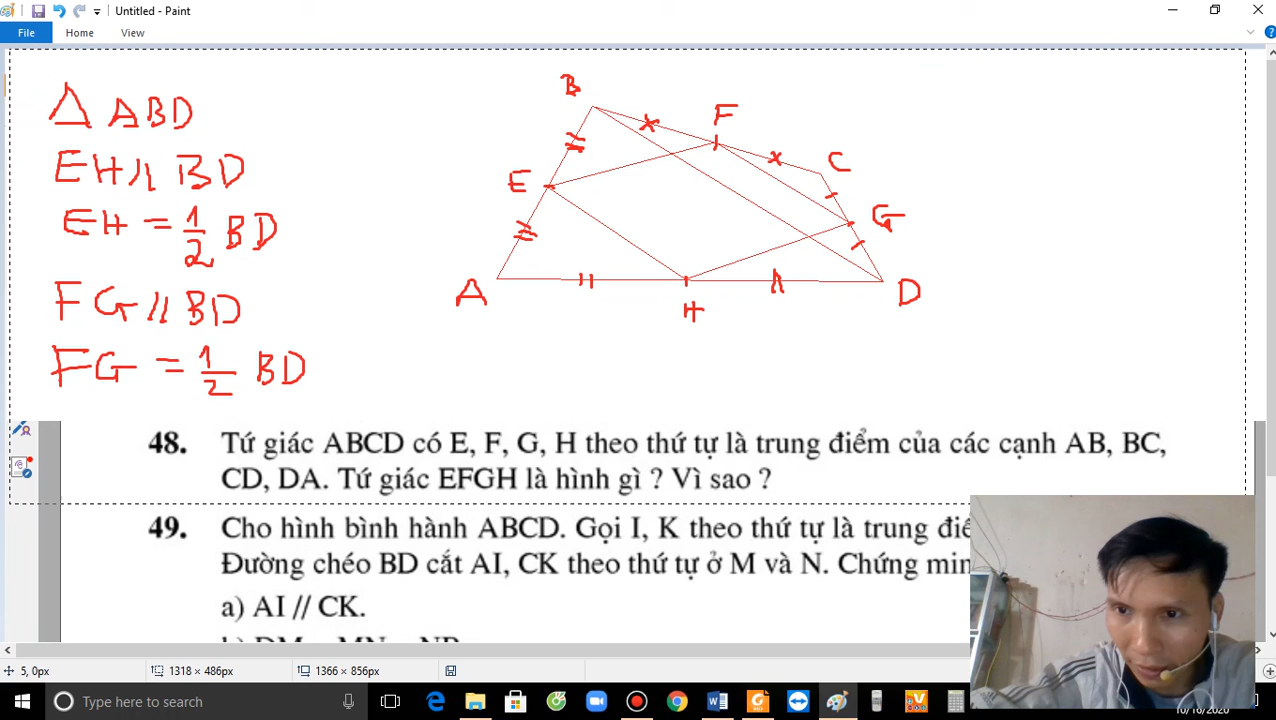 Untitled - Paint
File Home View
Δ ABD
EH // BD
EH = 1/2 BD
FG // BD
FG = 1/2 BD
B
F
C
E
G
A
H
D
48. Tứ giác ABCD có E, F, G, H theo thứ tự là trung điểm của các cạnh AB, BC,
CD, DA. Tứ giác EFGH là hình gì ? Vì sao ?
49. Cho hình bình hành ABCD. Gọi I, K theo thứ tự là trung
Đường chéo BD cắt AI, CK theo thứ tự ở M và N. Chứng
a) AI // CK.
5, 0px 1318 × 486px 1366 × 856px
Type here to search